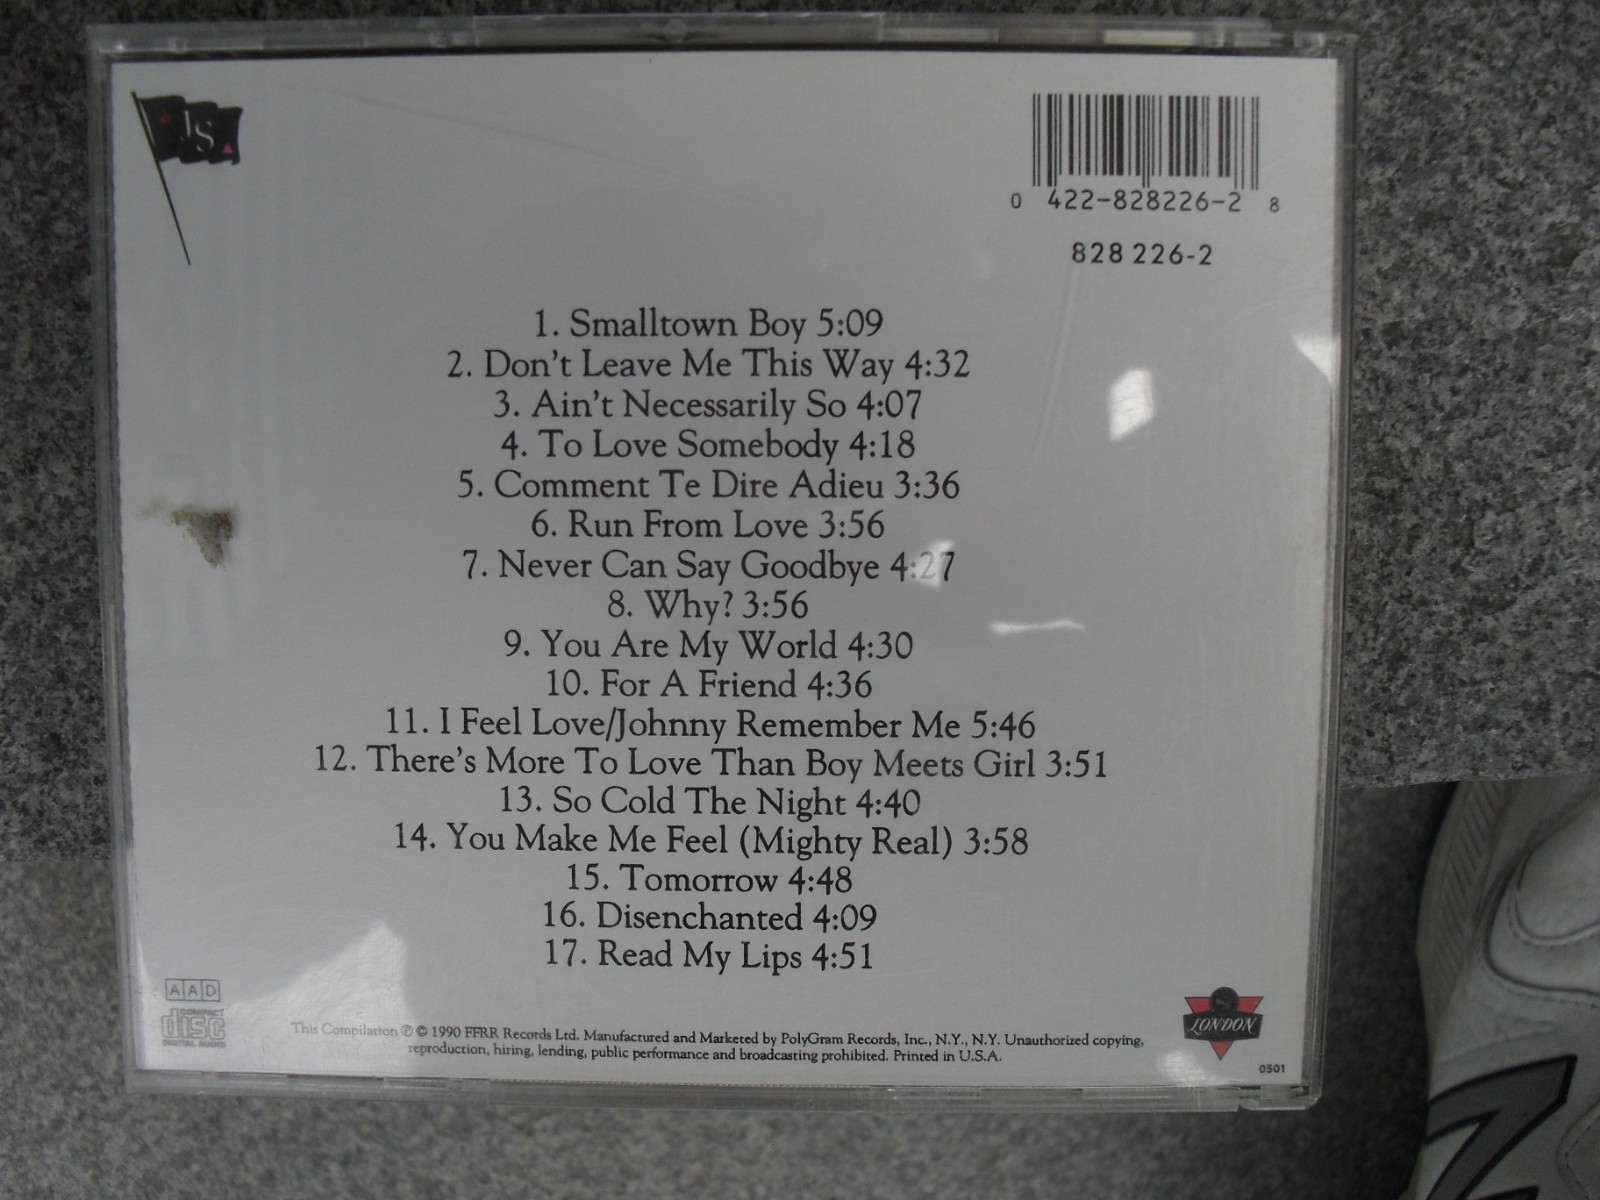 JS
0 422-828226-2 8
828 226-2
1. Smalltown Boy 5:09
2. Don't Leave Me This Way 4:32
3. Ain't Necessarily So 4:07
4. To Love Somebody 4:18
5. Comment Te Dire Adieu 3:36
6. Run From Love 3:56
7. Never Can Say Goodbye 4:27
8. Why? 3:56
9. You Are My World 4:30
10. For A Friend 4:36
11. I Feel Love/Johnny Remember Me 5:46
12. There's More To Love Than Boy Meets Girl 3:51
13. So Cold The Night 4:40
14. You Make Me Feel (Mighty Real) 3:58
15. Tomorrow 4:48
16. Disenchanted 4:09
17. Read My Lips 4:51
AAD
COMPACT
disc
DIGITAL AUDIO
This Compilation ℗ © 1990 FFRR Records Ltd. Manufactured and Marketed by PolyGram Records, Inc., N.Y., N.Y. Unauthorized copying,
reproduction, hiring, lending, public performance and broadcasting prohibited. Printed in U.S.A.
LONDON
0501